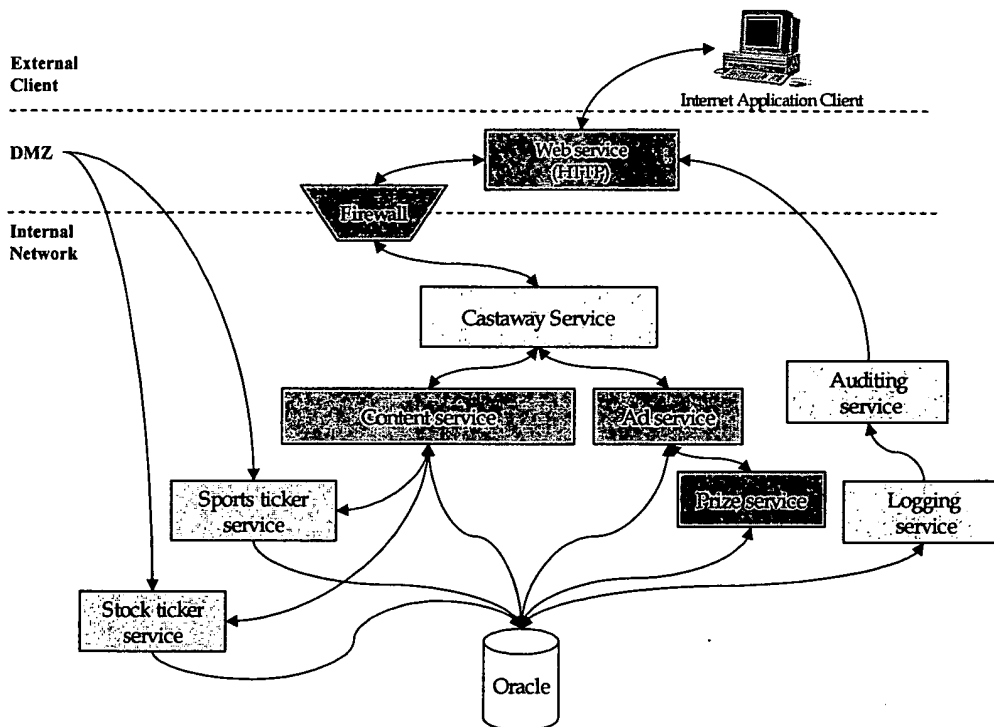 External
Client
Internet Application Client
DMZ
Web service
(HTTP)
Firewall
Internal
Network
Castaway Service
Content service
Ad service
Auditing
service
Sports ticker
service
Prize service
Logging
service
Stock ticker
service
Oracle